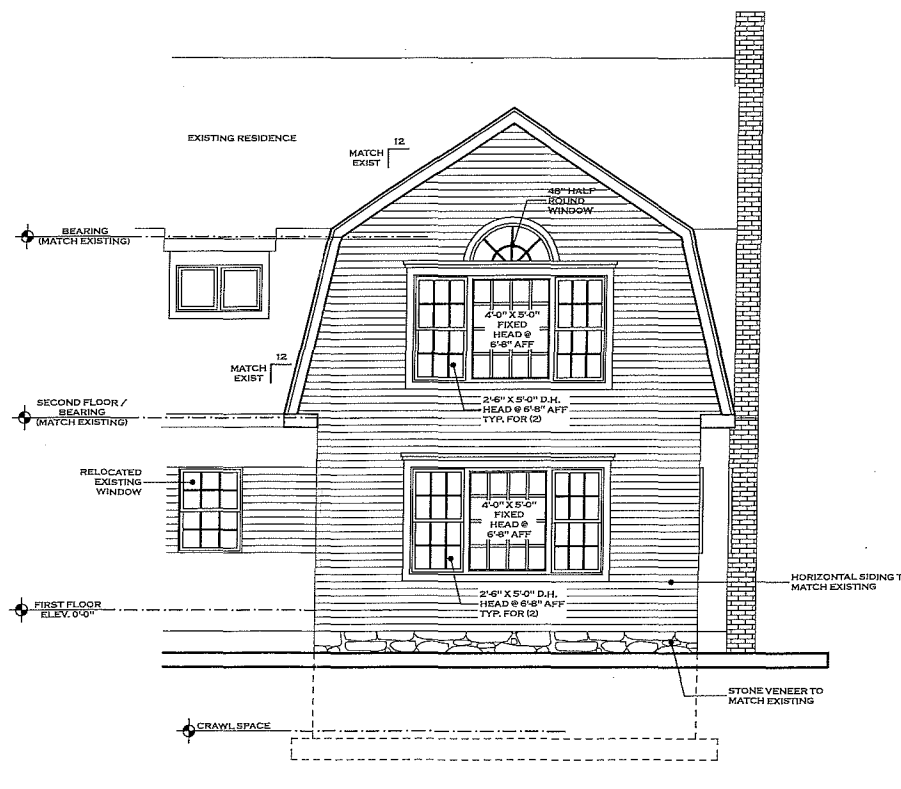 EXISTING RESIDENCE
12
MATCH
EXIST
48" HALF
ROUND
WINDOW
BEARING
(MATCH EXISTING)
4'-0" X 5'-0"
FIXED
HEAD @
6'-8" AFF
12
MATCH
EXIST
2'-6" X 5'-0" D.H.
HEAD @ 6'-8" AFF
TYP. FOR (2)
SECOND FLOOR /
BEARING
(MATCH EXISTING)
RELOCATED
EXISTING
WINDOW
4'-0" X 5'-0"
FIXED
HEAD @
6'-8" AFF
HORIZONTAL SIDING T
MATCH EXISTING
2'-6" X 5'-0" D.H.
HEAD @ 6'-8" AFF
TYP. FOR (2)
FIRST FLOOR
ELEV. 0'-0"
STONE VENEER TO
MATCH EXISTING
CRAWL SPACE